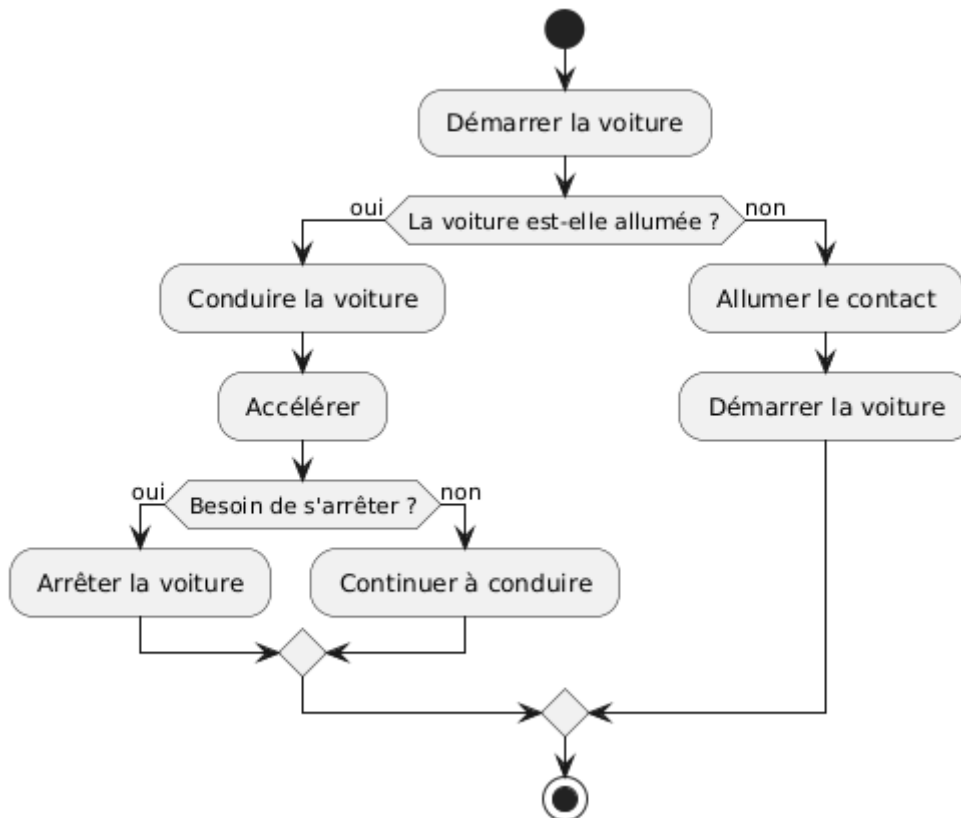 Démarrer la voiture
oui
La voiture est-elle allumée ?
non
Conduire la voiture
Allumer le contact
Accélérer
Démarrer la voiture
oui
Besoin de s'arrêter ?
non
Arrêter la voiture
Continuer à conduire